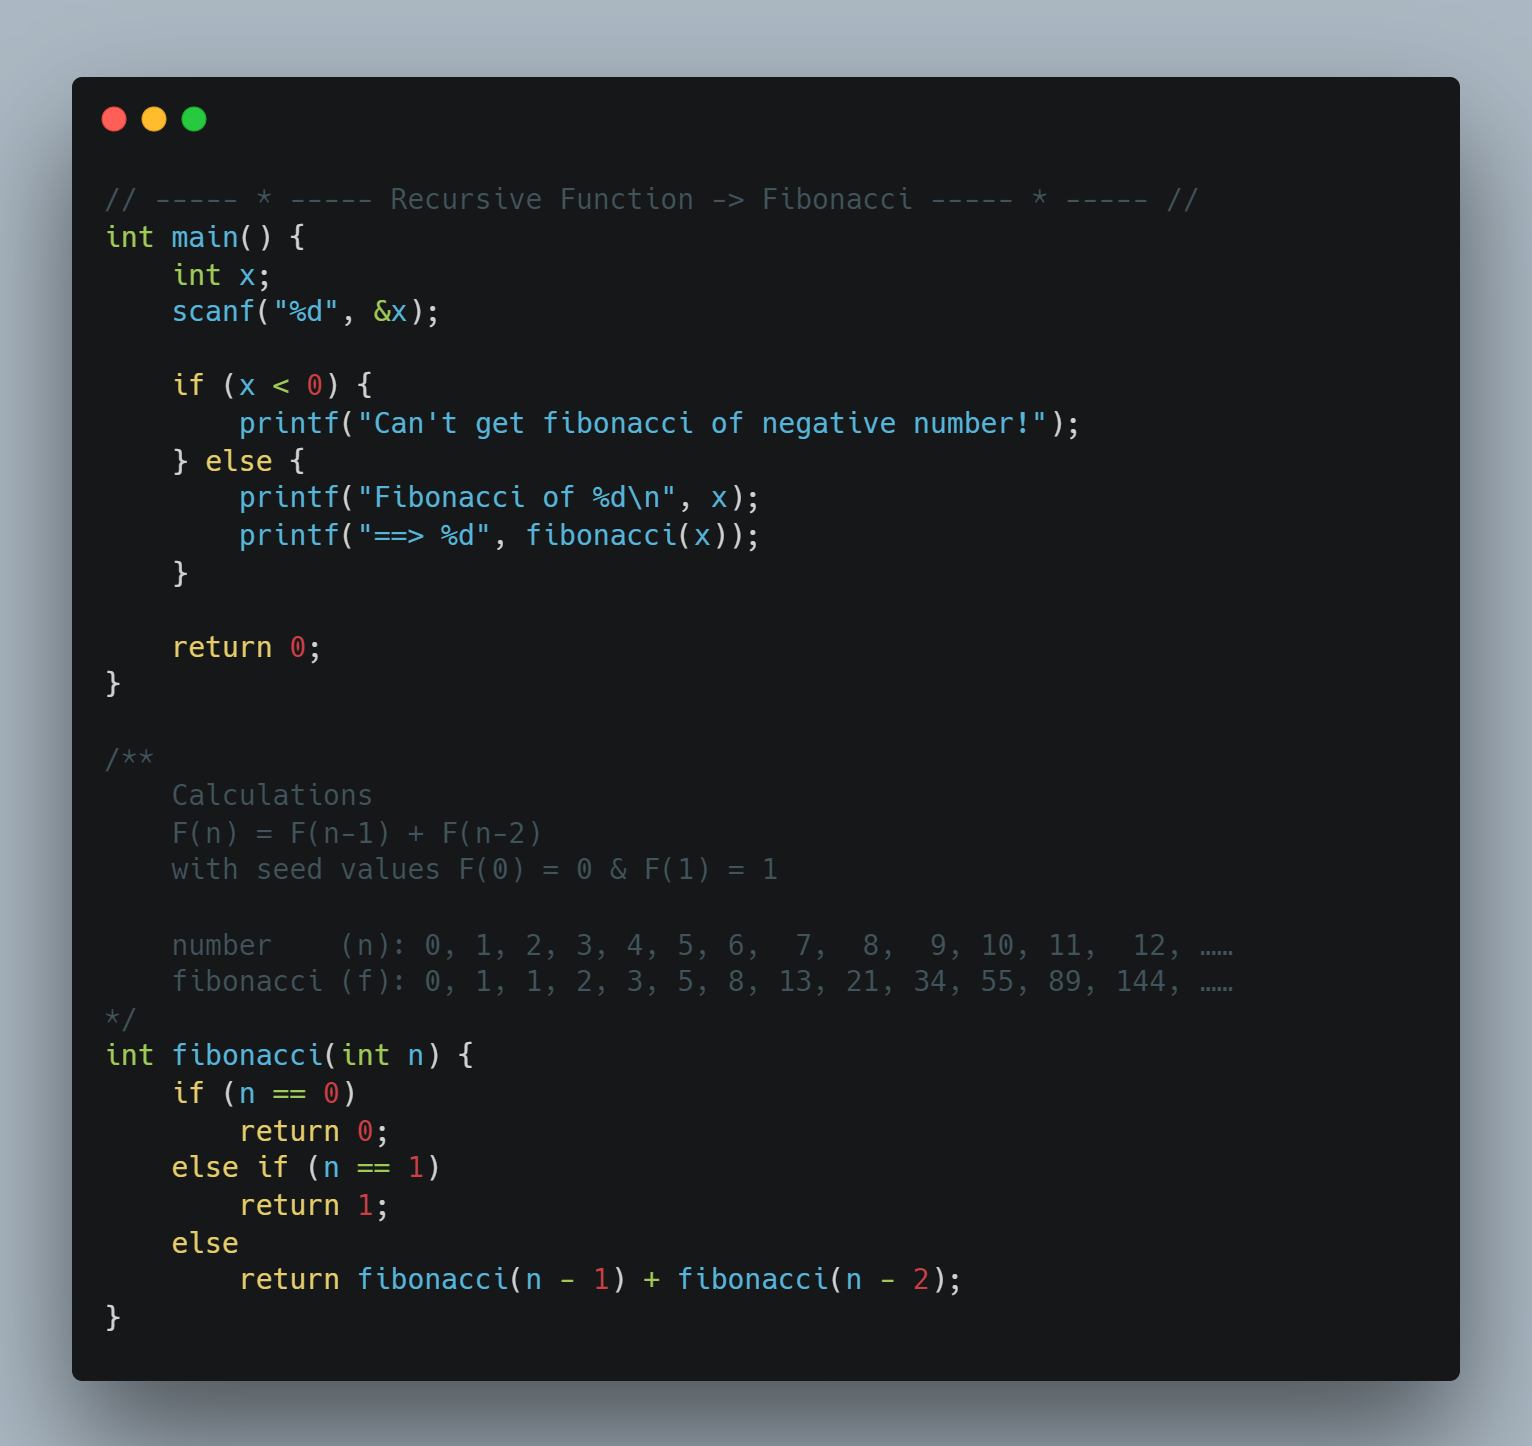 // ----- * ----- Recursive Function -> Fibonacci ----- * ----- //
int main() {
    int x;
    scanf("%d", &x);

    if (x < 0) {
        printf("Can't get fibonacci of negative number!");
    } else {
        printf("Fibonacci of %d\n", x);
        printf("==> %d", fibonacci(x));
    }

    return 0;
}

/**
    Calculations
    F(n) = F(n-1) + F(n-2)
    with seed values F(0) = 0 & F(1) = 1

    number    (n): 0, 1, 2, 3, 4, 5, 6,  7,  8,  9, 10, 11,  12, ……
    fibonacci (f): 0, 1, 1, 2, 3, 5, 8, 13, 21, 34, 55, 89, 144, ……
*/
int fibonacci(int n) {
    if (n == 0)
        return 0;
    else if (n == 1)
        return 1;
    else
        return fibonacci(n - 1) + fibonacci(n - 2);
}